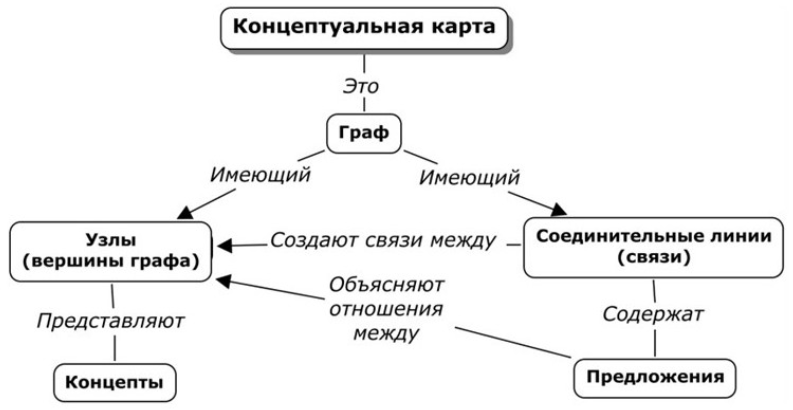 Концептуальная карта
Это
Граф
Имеющий
Имеющий
Узлы
(вершины графа)
Создают связи между
Соединительные линии
(связи)
Объясняют
отношения
между
Представляют
Содержат
Концепты
Предложения